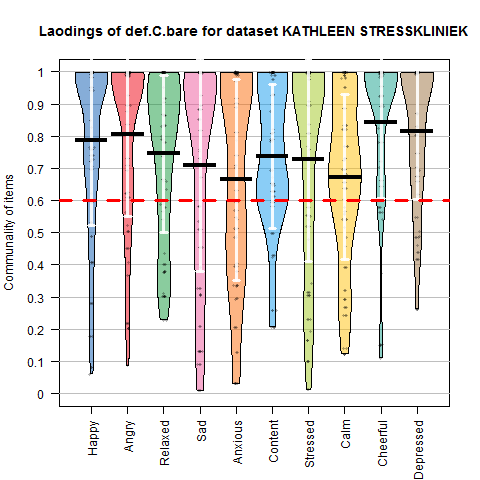 Laodings of def.C.bare for dataset KATHLEEN STRESSKLINIEK
Communality of items
1
0.9
0.8
0.7
0.6
0.5
0.4
0.3
0.2
0.1
0
Happy
Angry
Relaxed
Sad
Anxious
Content
Stressed
Calm
Cheerful
Depressed